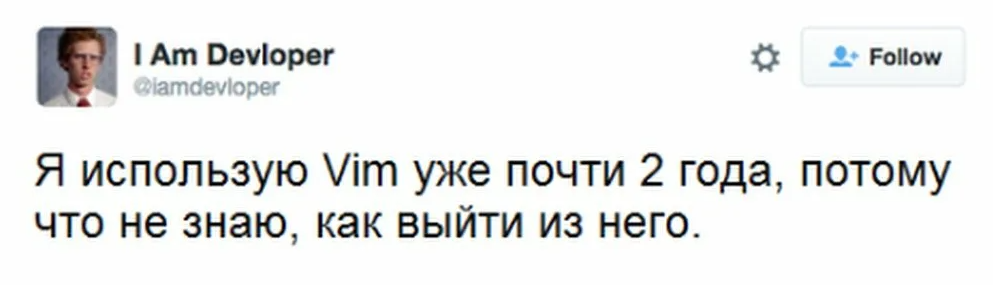 I Am Devloper
@iamdevloper
Follow
Я использую Vim уже почти 2 года, потому
что не знаю, как выйти из него.